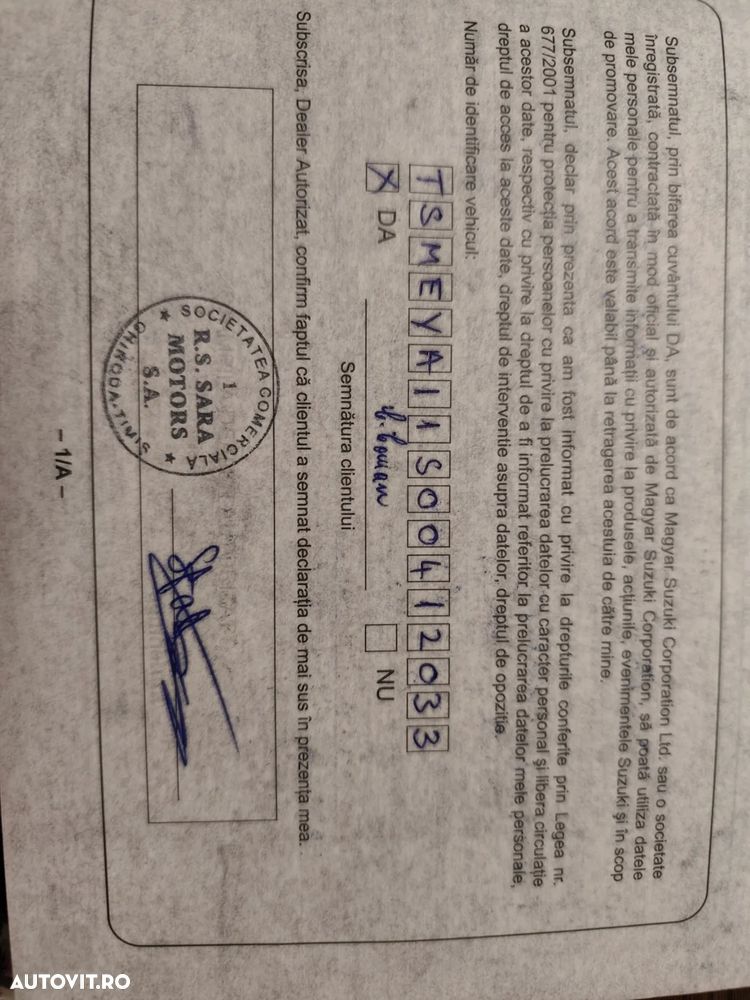 Subsemnatul, prin bifarea cuvântului DA, sunt de acord ca Magyar Suzuki Corporation Ltd. sau o societate
înregistrată, contractată în mod oficial și autorizată de Magyar Suzuki Corporation, să poată utiliza datele
mele personale pentru a transmite informații cu privire la produsele, acțiunile, evenimentele Suzuki și în scop
de promovare. Acest acord este valabil până la retragerea acestuia de către mine.
Subsemnatul, declar prin prezenta ca am fost informat cu privire la drepturile conferite prin Legea nr.
677/2001 pentru protecția persoanelor cu privire la prelucrarea datelor cu caracter personal și libera circulație
a acestor date, respectiv cu privire la dreptul de a fi informat referitor la prelucrarea datelor mele personale,
dreptul de acces la aceste date, dreptul de interventie asupra datelor, dreptul de opoziție.
Număr de identificare vehicul:
TSMEYA11S00412033
X DA NU
Semnătura clientului
Subscrisa, Dealer Autorizat, confirm faptul că clientul a semnat declarația de mai sus în prezența mea.
SOCIETATEA COMERCIALĂ
1
R.S. SARA
MOTORS
S.A.
– 1/A –
AUTOVIT.RO